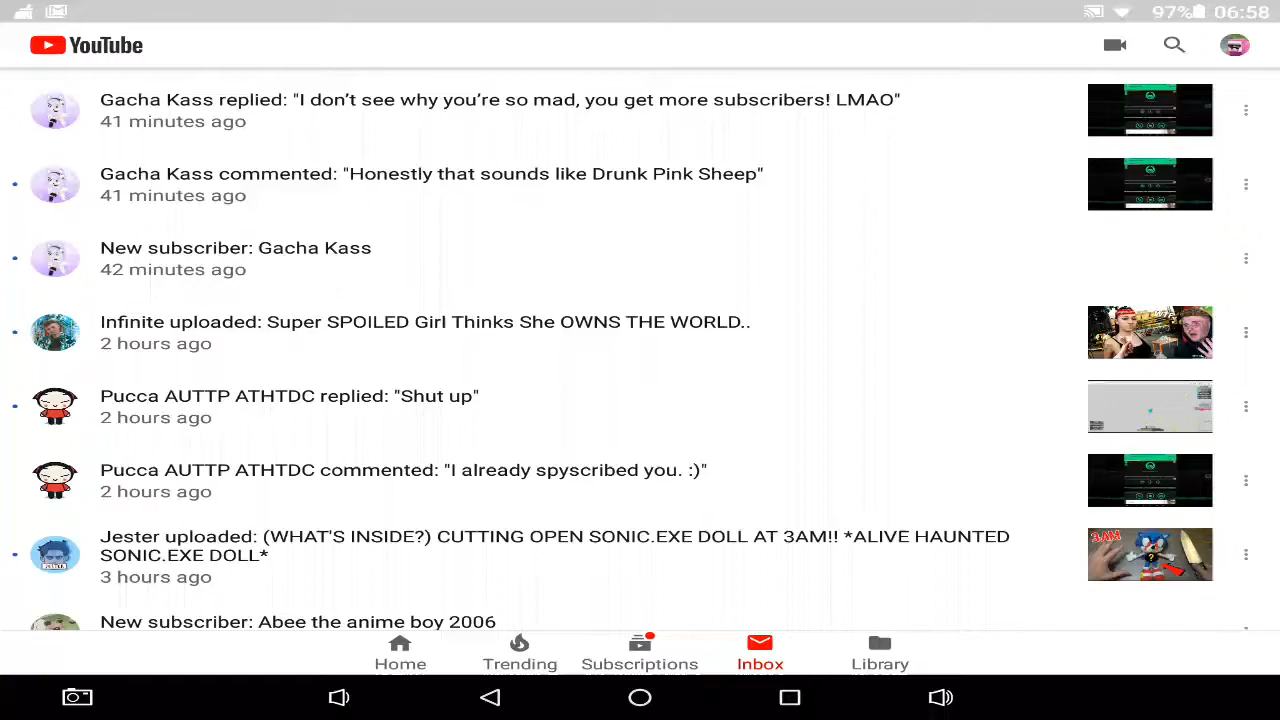 97% 06:58
YouTube
Gacha Kass replied: "I don’t see why you’re so mad, you get more subscribers! LMAO"
41 minutes ago
Gacha Kass commented: "Honestly that sounds like Drunk Pink Sheep"
41 minutes ago
New subscriber: Gacha Kass
42 minutes ago
Infinite uploaded: Super SPOILED Girl Thinks She OWNS THE WORLD..
2 hours ago
Pucca AUTTP ATHTDC replied: "Shut up"
2 hours ago
Pucca AUTTP ATHTDC commented: "I already spyscribed you. :)"
2 hours ago
Jester uploaded: (WHAT'S INSIDE?) CUTTING OPEN SONIC.EXE DOLL AT 3AM!! *ALIVE HAUNTED
SONIC.EXE DOLL*
3 hours ago
3AM
?
JESTER
New subscriber: Abee the anime boy 2006
Home Trending Subscriptions Inbox Library